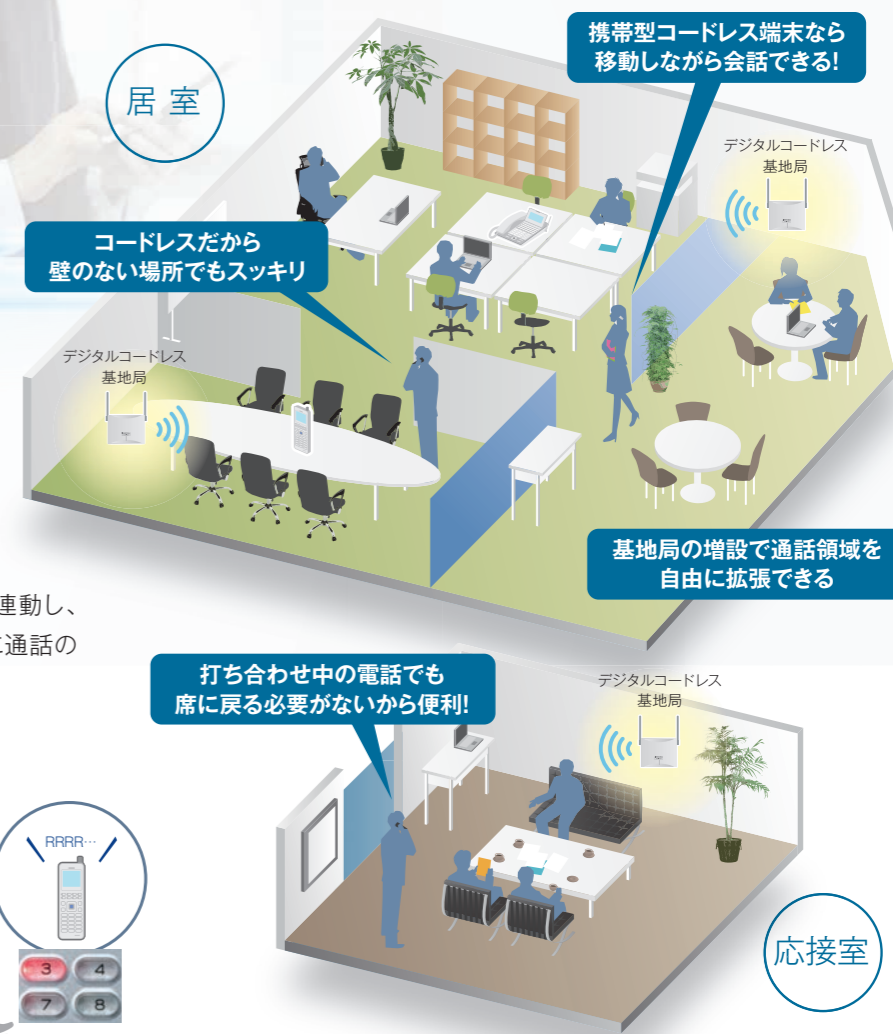 居 室
携帯型コードレス端末なら
移動しながら会話できる!
デジタルコードレス
基地局
コードレスだから
壁のない場所でもスッキリ
デジタルコードレス
基地局
基地局の増設で通話領域を
自由に拡張できる
連動し、
通話の
打ち合わせ中の電話でも
席に戻る必要がないから便利!
デジタルコードレス
基地局
RRRR…
3 4
7 8
応接室